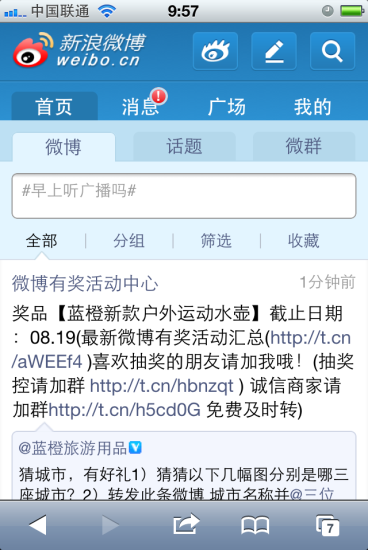 中国联通 9:57
新浪微博
weibo.cn
首页 消息 广场 我的
微博 话题 微群
#早上听广播吗#
全部 分组 筛选 收藏
微博有奖活动中心 1分钟前
奖品【蓝橙新款户外运动水壶】截止日期
：08.19(最新微博有奖活动汇总(http://t.cn
/aWEEf4 )喜欢抽奖的朋友请加我哦！(抽奖
控请加群 http://t.cn/hbnzqt ) 诚信商家请
加群http://t.cn/h5cd0G 免费及时转)
@蓝橙旅游用品
猜城市，有好礼1）猜猜以下几幅图分别是哪三
座城市？2）转发此条微博 城市名称并@三位
7